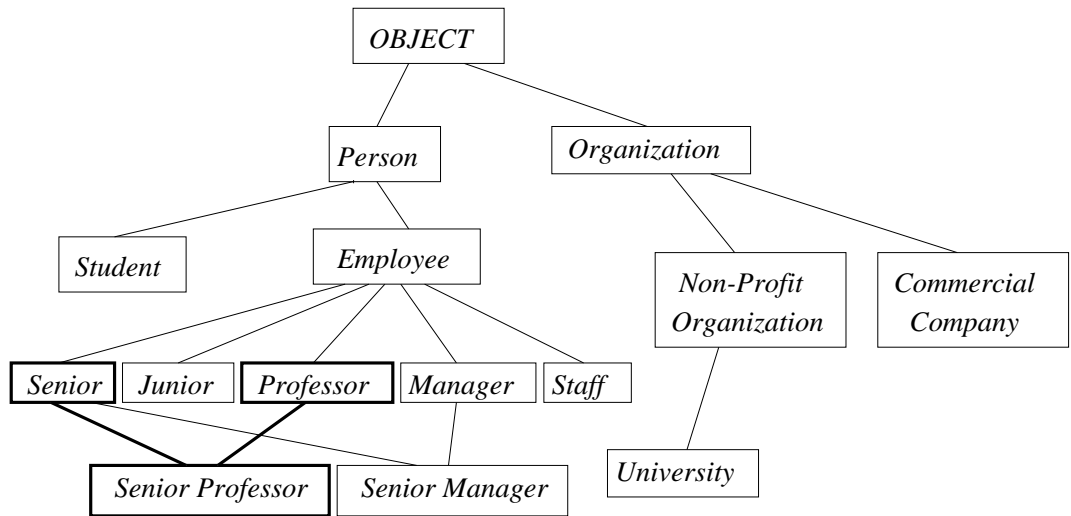 OBJECT
Person
Organization
Student
Employee
Non-Profit
Organization
Commercial
Company
Senior
Junior
Professor
Manager
Staff
Senior Professor
Senior Manager
University